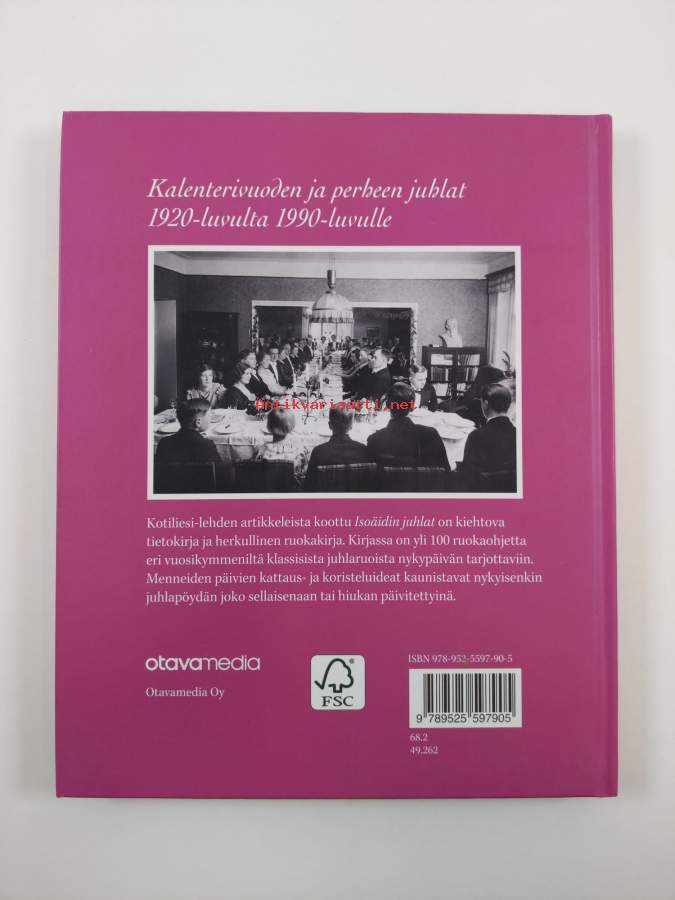 Kalenterivuoden ja perheen juhlat
1920-luvulta 1990-luvulle
Antikvariaatti.net
Kotiliesi-lehden artikkeleista koottu Isoäidin juhlat on kiehtova
tietokirja ja herkullinen ruokakirja. Kirjassa on yli 100 ruokaohjetta
eri vuosikymmeniltä klassisista juhlaruoista nykypäivän tarjottaviin.
Menneiden päivien kattaus- ja koristeluideat kaunistavat nykyisenkin
juhlapöydän joko sellaisenaan tai hiukan päivitettyinä.
otavamedia
Otavamedia Oy
FSC
ISBN 978-952-5597-90-5
9 789525 597905
68.2
49.262